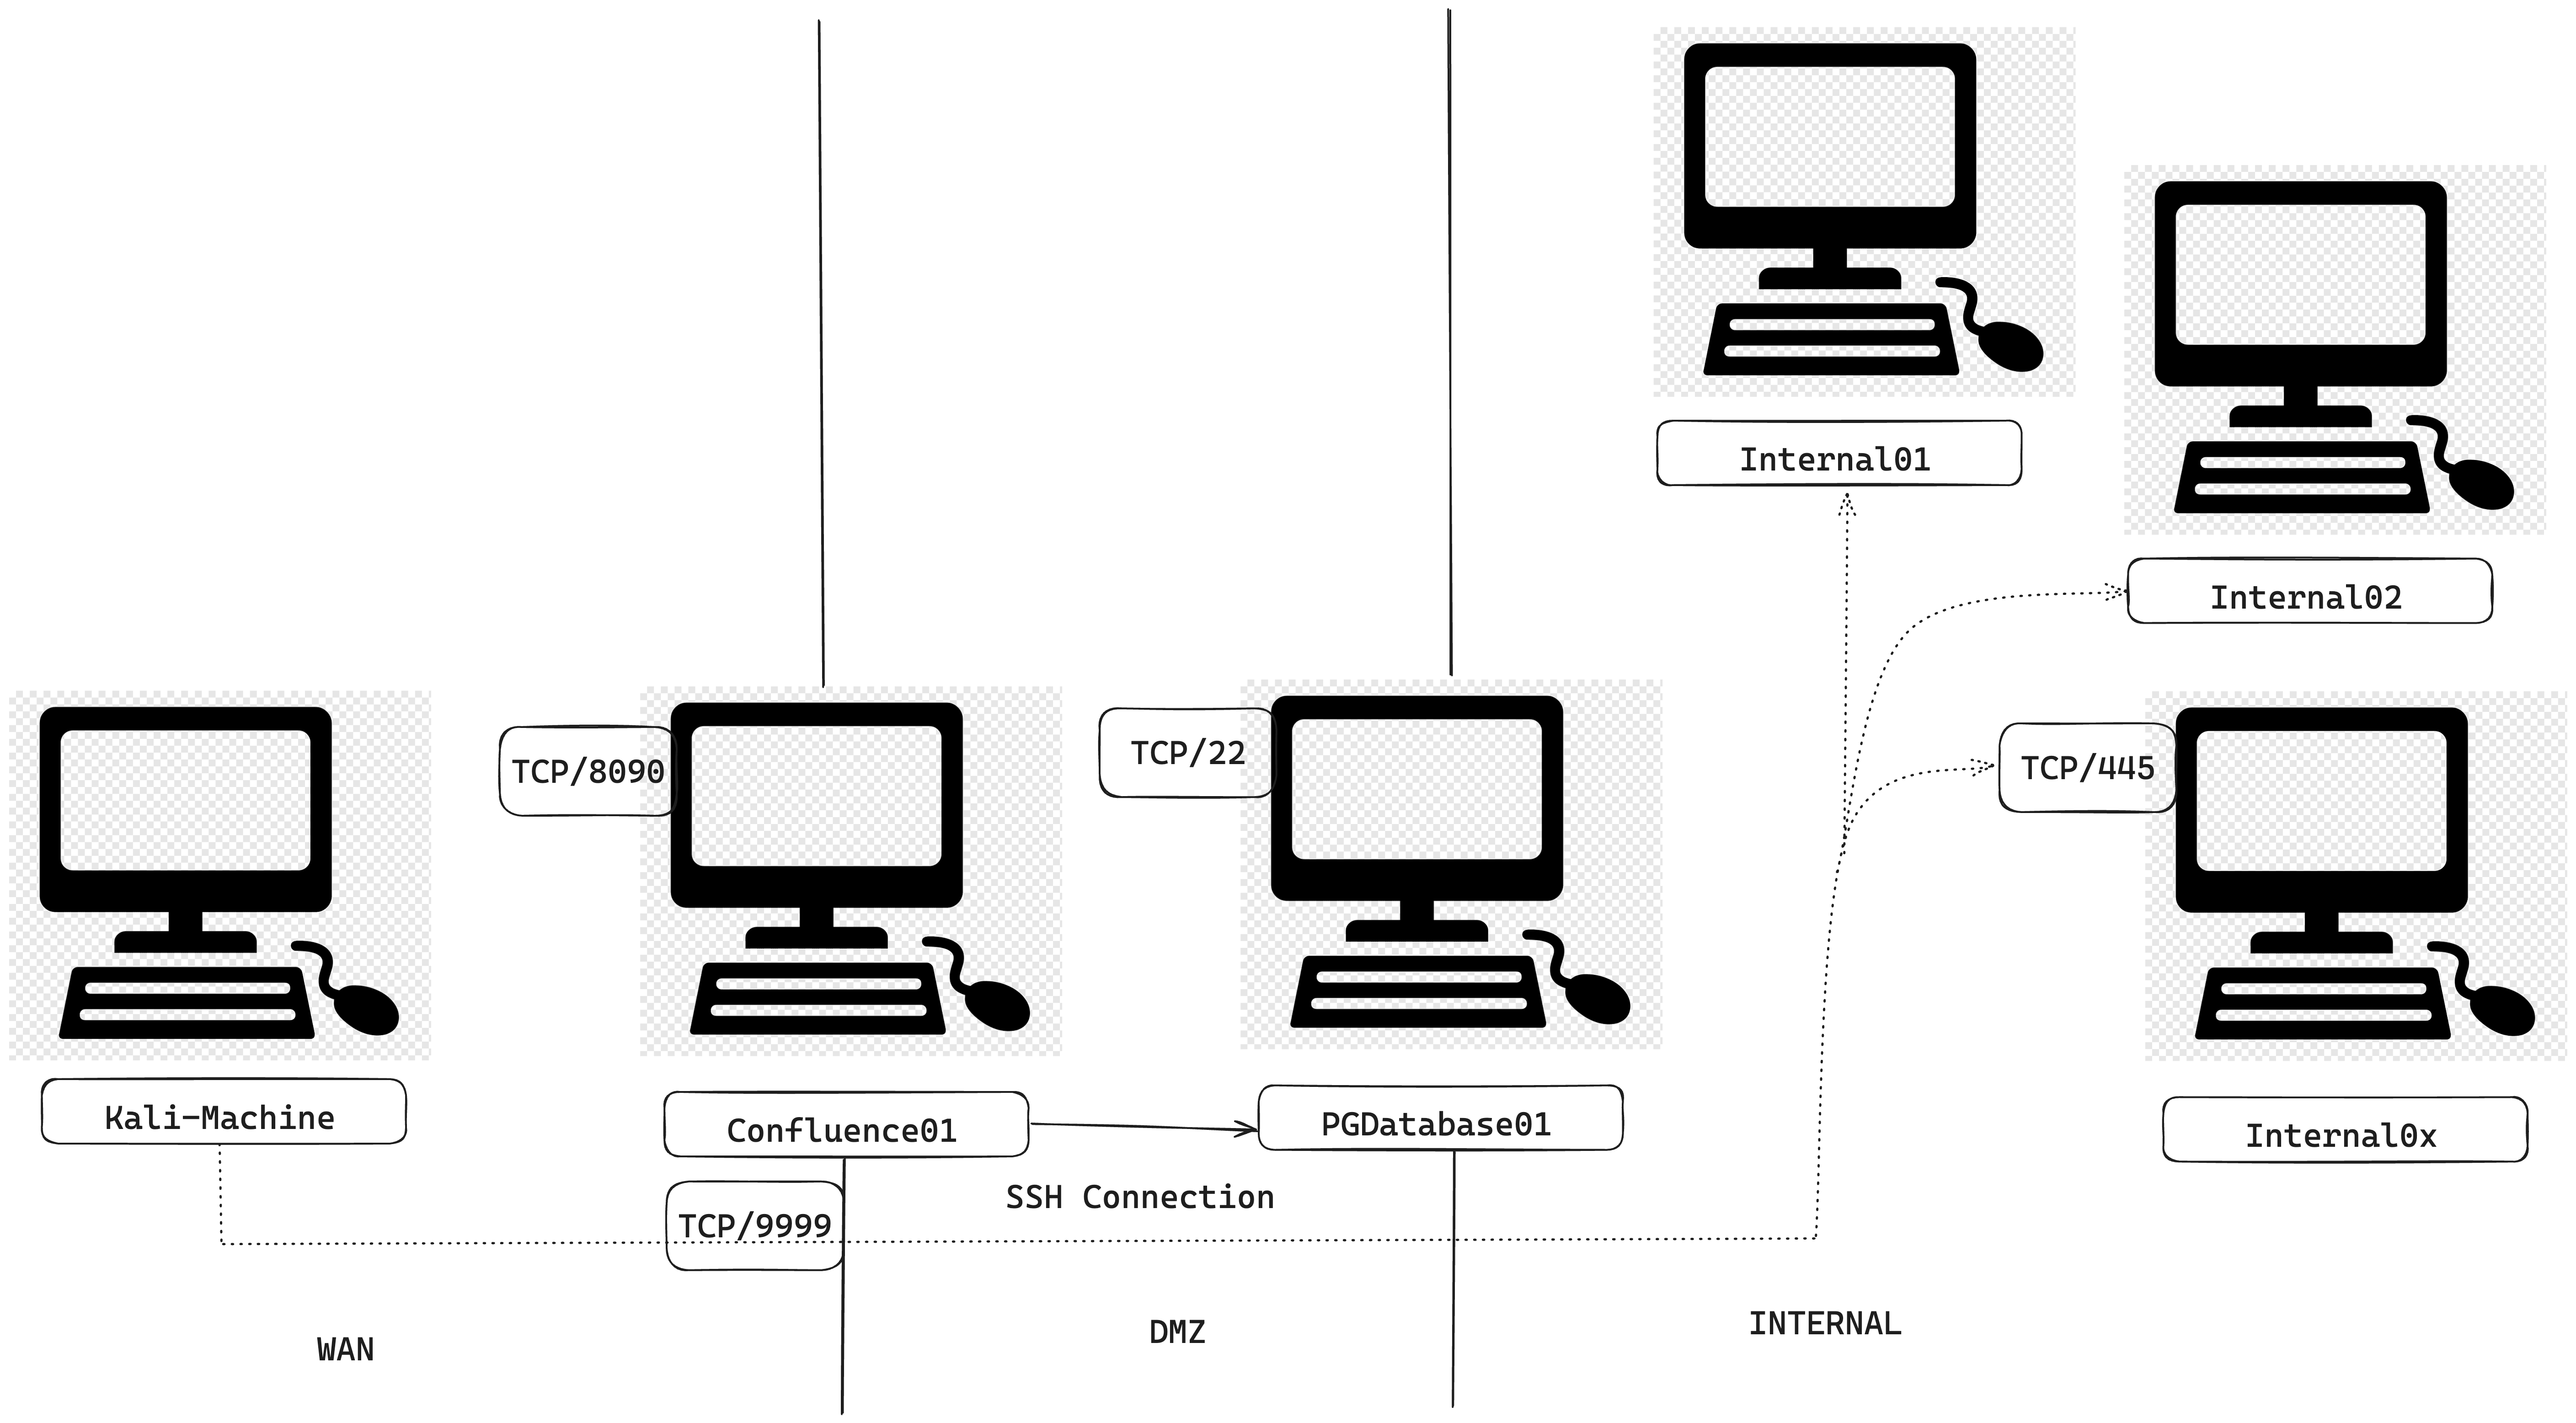 Internal01
Internal02
TCP/8090
TCP/22
TCP/445
Kali-Machine
Confluence01
PGDatabase01
Internal0x
SSH Connection
TCP/9999
WAN
DMZ
INTERNAL